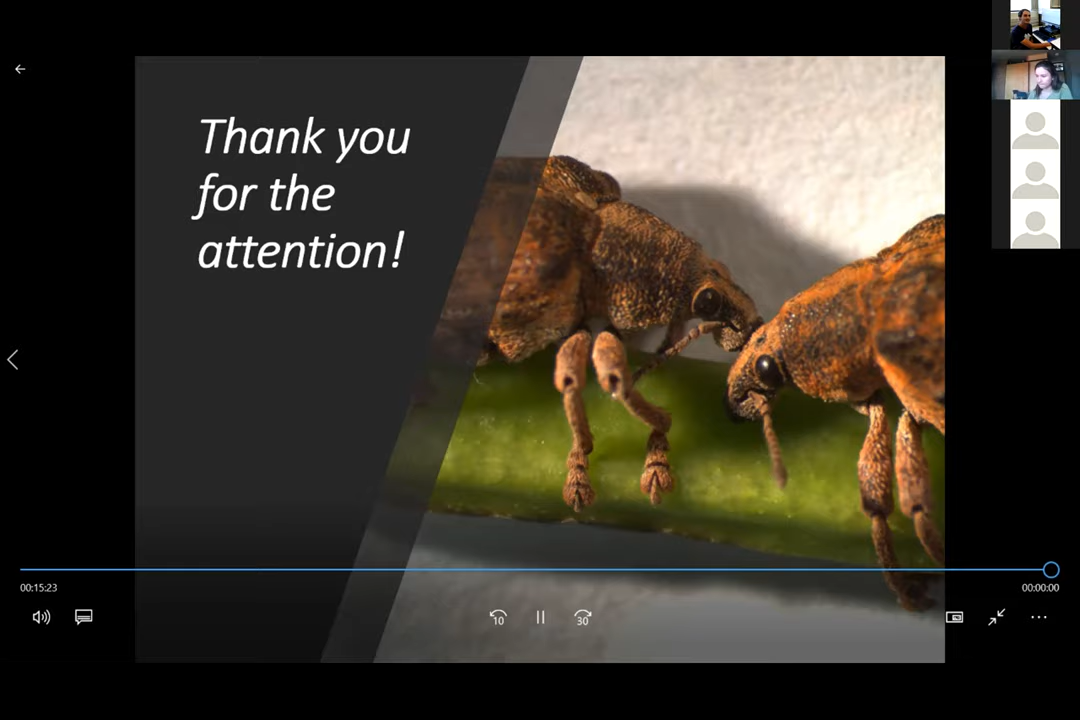 Thank you
for the
attention!
00:15:23
00:00:00
10
30